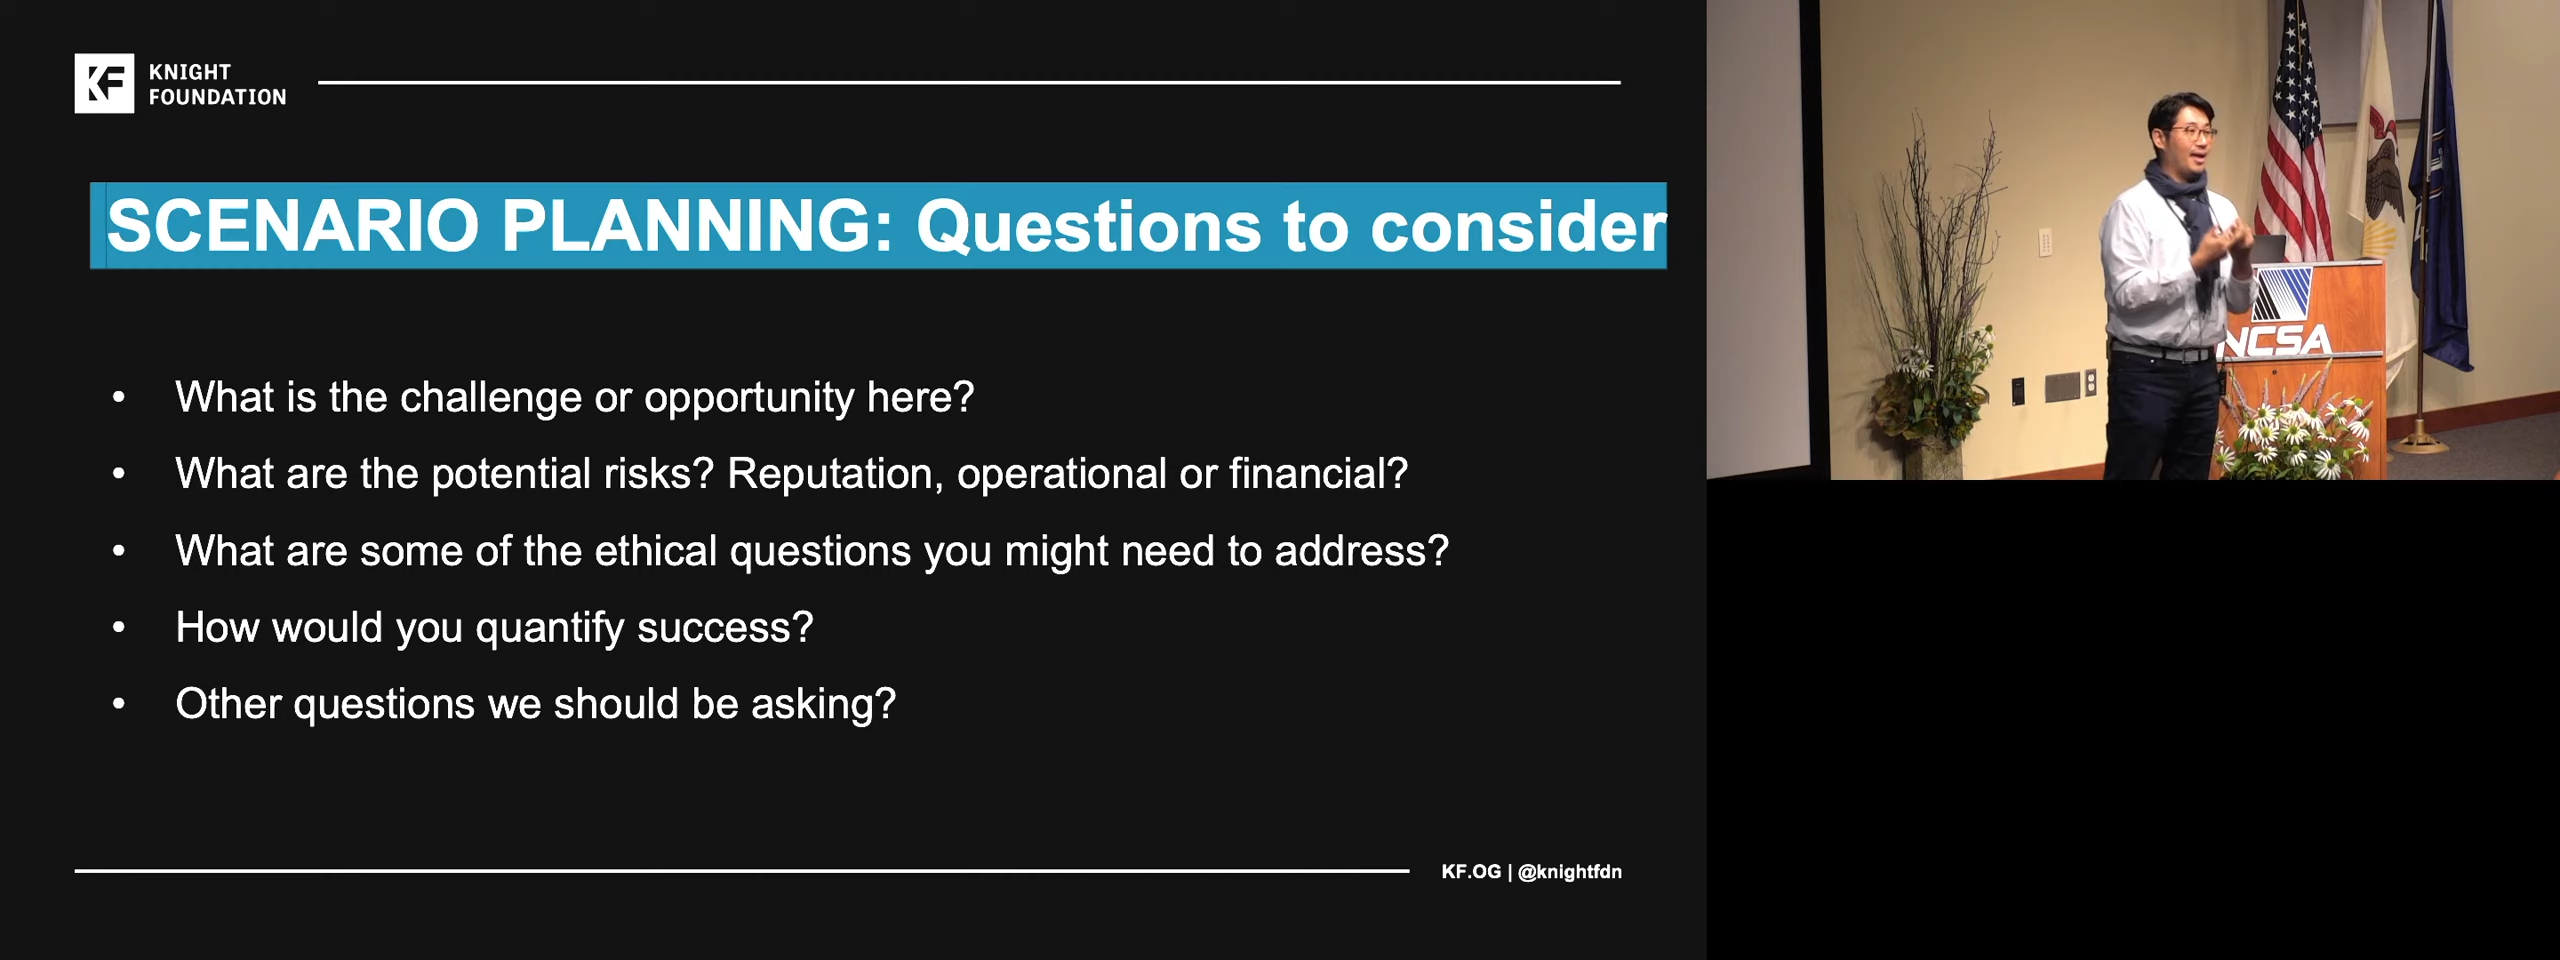 KNIGHT
FOUNDATION
SCENARIO PLANNING: Questions to consider
• What is the challenge or opportunity here?
• What are the potential risks? Reputation, operational or financial?
• What are some of the ethical questions you might need to address?
• How would you quantify success?
• Other questions we should be asking?
KF.OG | @knightfdn
NCSA